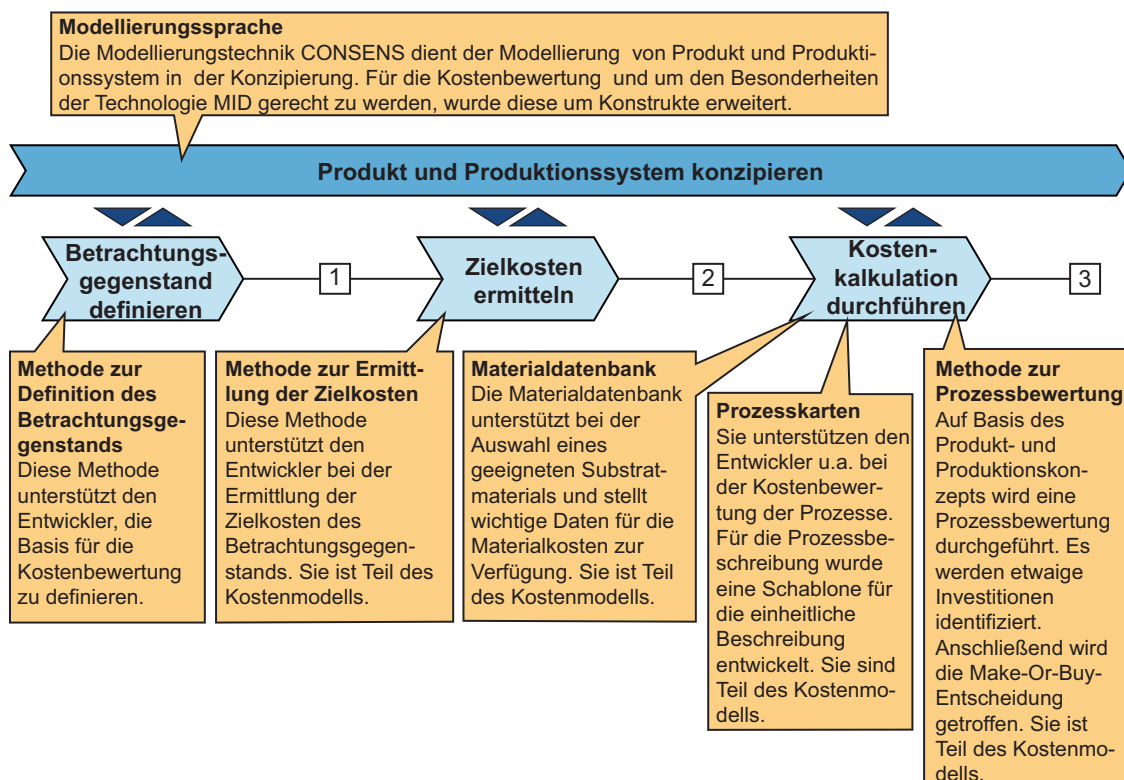 Modellierungssprache
Die Modellierungstechnik CONSENS dient der Modellierung von Produkt und Produkti-
onssystem in der Konzipierung. Für die Kostenbewertung und um den Besonderheiten
der Technologie MID gerecht zu werden, wurde diese um Konstrukte erweitert.
Produkt und Produktionssystem konzipieren
Betrachtungs-
gegenstand
definieren
1
Zielkosten
ermitteln
2
Kosten-
kalkulation
durchführen
3
Methode zur
Definition des
Betrachtungsge-
genstands
Diese Methode
unterstützt den
Entwickler, die
Basis für die
Kostenbewertung
zu definieren.
Methode zur Ermitt-
lung der Zielkosten
Diese Methode
unterstützt den
Entwickler bei der
Ermittlung der
Zielkosten des
Betrachtungsgegen-
stands. Sie ist Teil des
Kostenmodells.
Materialdatenbank
Die Materialdatenbank
unterstützt bei der
Auswahl eines
geeigneten Substrat-
materials und stellt
wichtige Daten für die
Materialkosten zur
Verfügung. Sie ist Teil
des Kostenmodells.
Prozesskarten
Sie unterstützen den
Entwickler u.a. bei
der Kostenbewer-
tung der Prozesse.
Für die Prozessbe-
schreibung wurde
eine Schablone für
die einheitliche
Beschreibung
entwickelt. Sie sind
Teil des Kostenmo-
dells.
Methode zur
Prozessbewertung
Auf Basis des
Produkt- und
Produktionskon-
zepts wird eine
Prozessbewertung
durchgeführt. Es
werden etwaige
Investitionen
identifiziert.
Anschließend wird
die Make-Or-Buy-
Entscheidung
getroffen. Sie ist
Teil des Kostenmo-
dells.